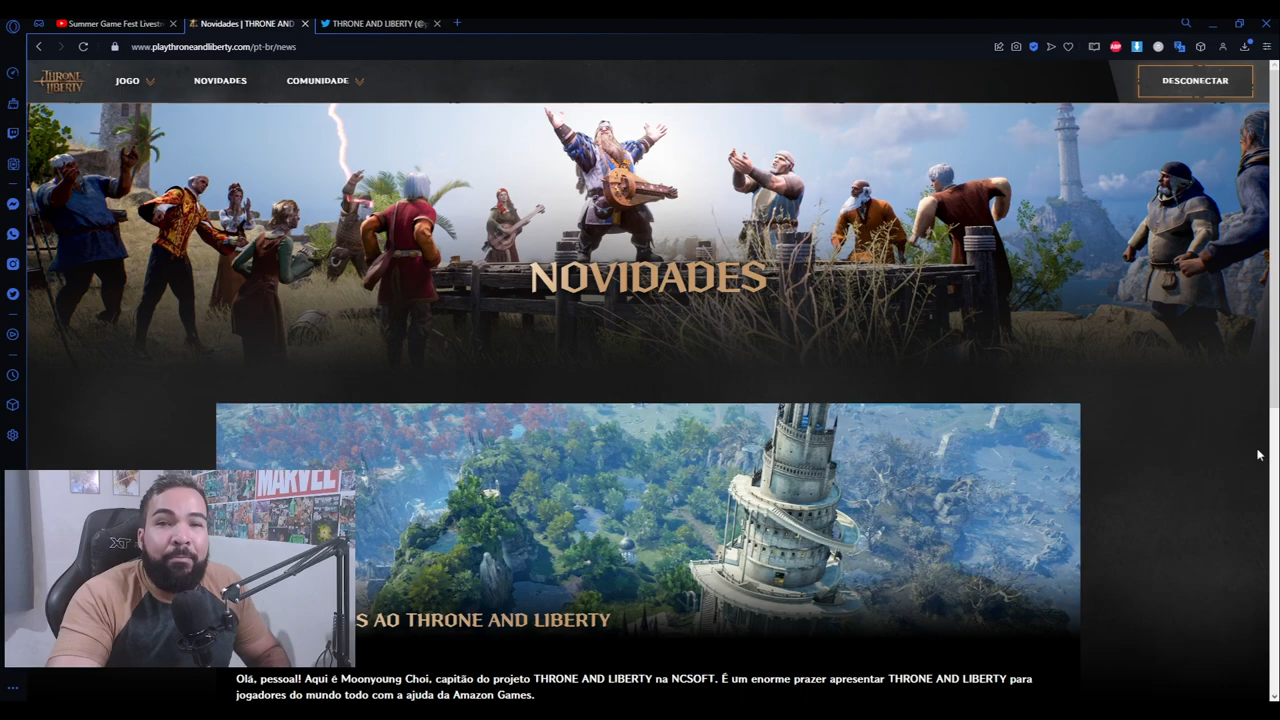 Summer Game Fest Livestr
Novidades | THRONE AND
THRONE AND LIBERTY (@p
www.playthroneandliberty.com/pt-br/news
ABP
THRONE
LIBERTY
JOGO
NOVIDADES
COMUNIDADE
DESCONECTAR
NOVIDADES
MARVEL
XT
S AO THRONE AND LIBERTY
Olá, pessoal! Aqui é Moonyoung Choi, capitão do projeto THRONE AND LIBERTY na NCSOFT. É um enorme prazer apresentar THRONE AND LIBERTY para
jogadores do mundo todo com a ajuda da Amazon Games.